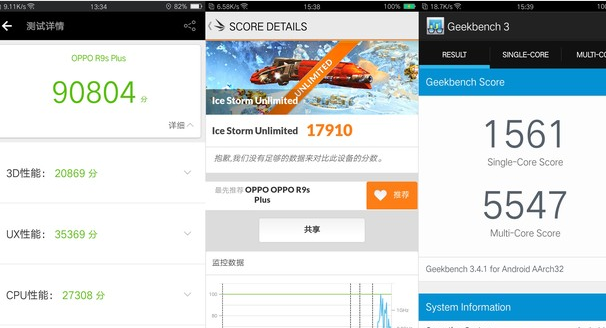 9.11K/s
13:34
82%
测试详情
OPPO R9s Plus
90804 分
详细
3D性能： 20869 分
UX性能： 35369 分
CPU性能： 27308 分
6.58K/s
15:38
100%
SCORE DETAILS
UNLIMITED
Ice Storm Unlimited
Ice Storm Unlimited 17910
抱歉,我们没有足够的数据来对比此设备的分数。
最先推荐 OPPO OPPO R9s
Plus
推荐
共享
监控数据
100
80
1GHz
18.7K/s
15:39
100%
Geekbench 3
RESULT
SINGLE-CORE
MULTI-CO
Geekbench Score
1561
Single-Core Score
5547
Multi-Core Score
Geekbench 3.4.1 for Android AArch32
System Information